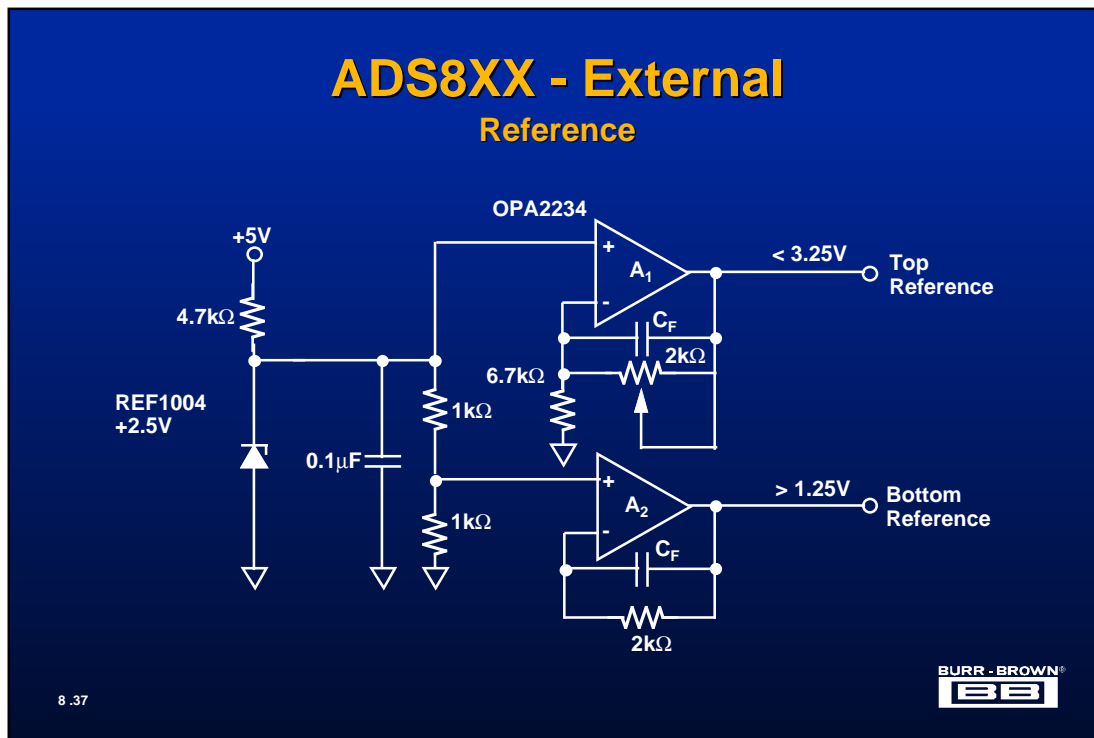 ADS8XX - External
Reference
OPA2234
+5V
4.7kΩ
REF1004
+2.5V
0.1µF
1kΩ
1kΩ
+
A1
-
CF
2kΩ
6.7kΩ
< 3.25V
Top
Reference
+
A2
-
CF
2kΩ
> 1.25V
Bottom
Reference
8 .37
BURR - BROWN®
BB